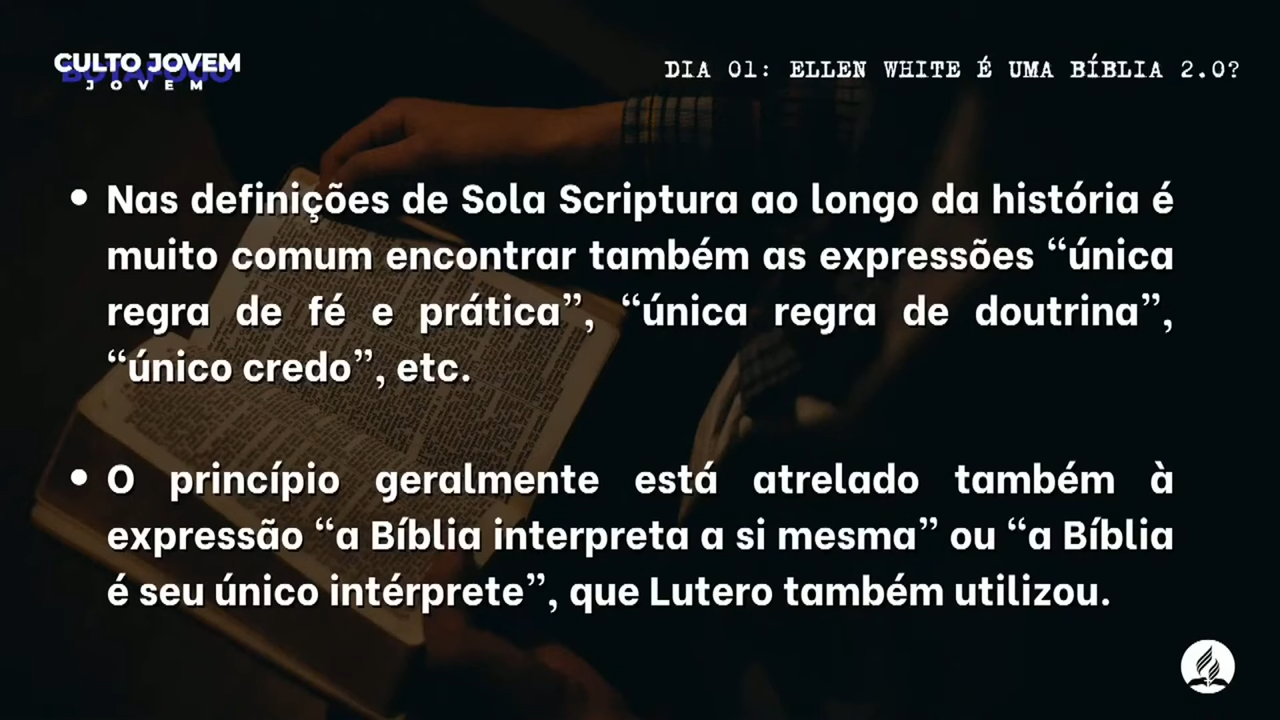 CULTO JOVEM
BOTAFOGO
JOVEM
DIA 01: ELLEN WHITE É UMA BÍBLIA 2.0?
• Nas definições de Sola Scriptura ao longo da história é
muito comum encontrar também as expressões “única
regra de fé e prática”, “única regra de doutrina”,
“único credo”, etc.
• O princípio geralmente está atrelado também à
expressão “a Bíblia interpreta a si mesma” ou “a Bíblia
é seu único intérprete”, que Lutero também utilizou.